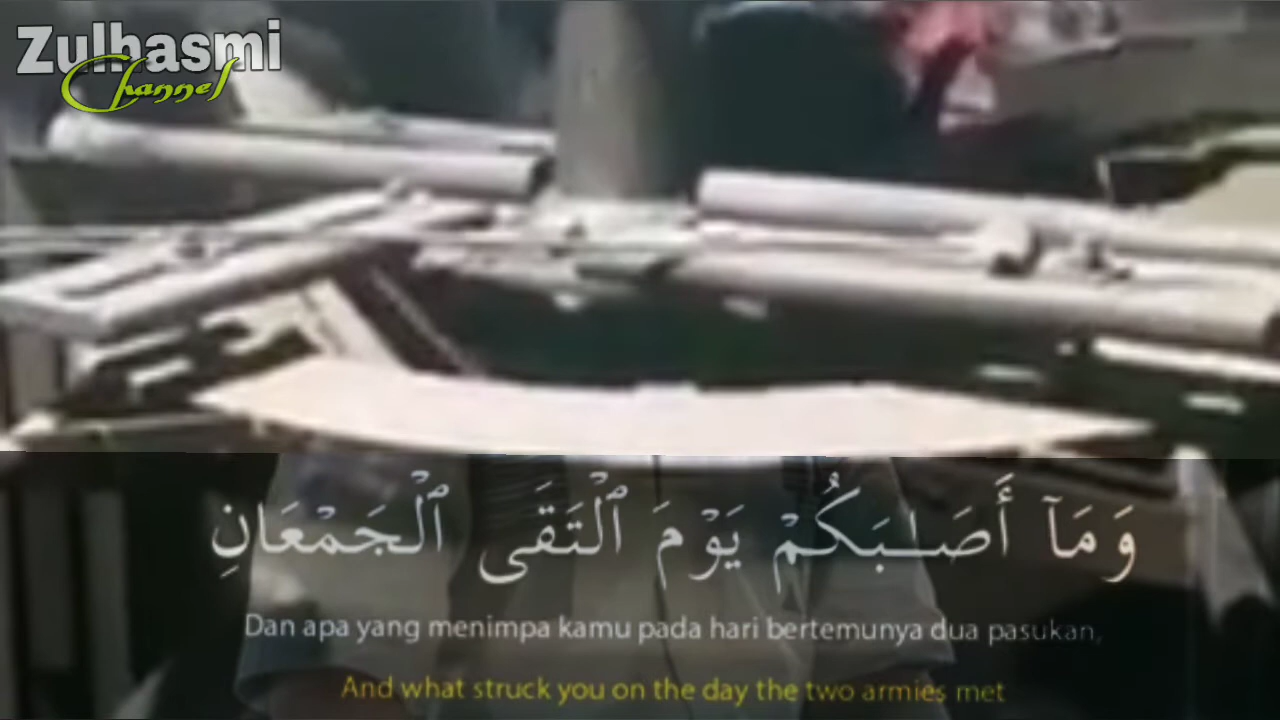 Zulhasmi
Channel
وَمَآ أَصَـٰبَكُمْ يَوْمَ ٱلْتَقَى ٱلْجَمْعَانِ
Dan apa yang menimpa kamu pada hari bertemunya dua pasukan,
And what struck you on the day the two armies met